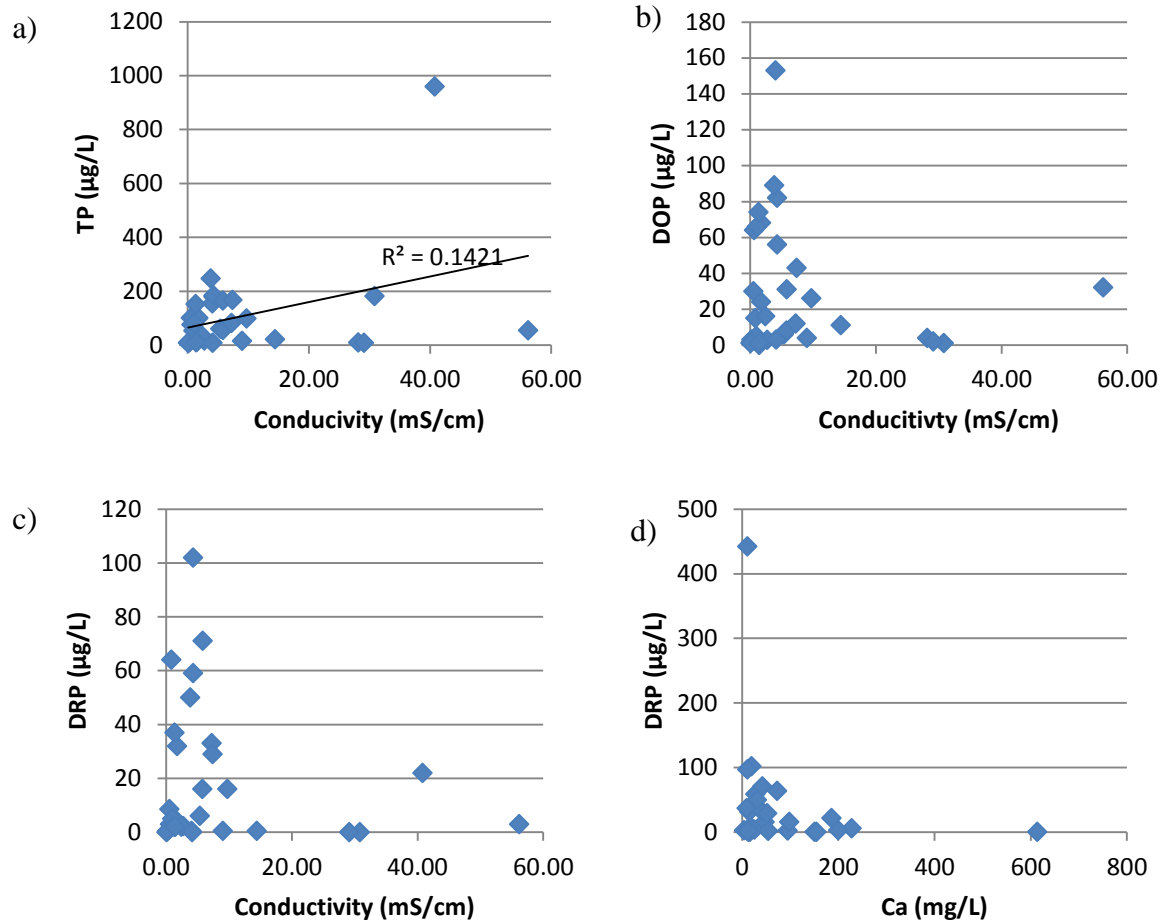 a)
1200
1000
800
600
400
200
0
TP (µg/L)
R² = 0.1421
0.00 20.00 40.00 60.00
Conducivity (mS/cm)
b)
180
160
140
120
100
80
60
40
20
0
DOP (µg/L)
0.00 20.00 40.00 60.00
Conducitivty (mS/cm)
c)
120
100
80
60
40
20
0
DRP (µg/L)
0.00 20.00 40.00 60.00
Conductivity (mS/cm)
d)
500
400
300
200
100
0
DRP (µg/L)
0 200 400 600 800
Ca (mg/L)